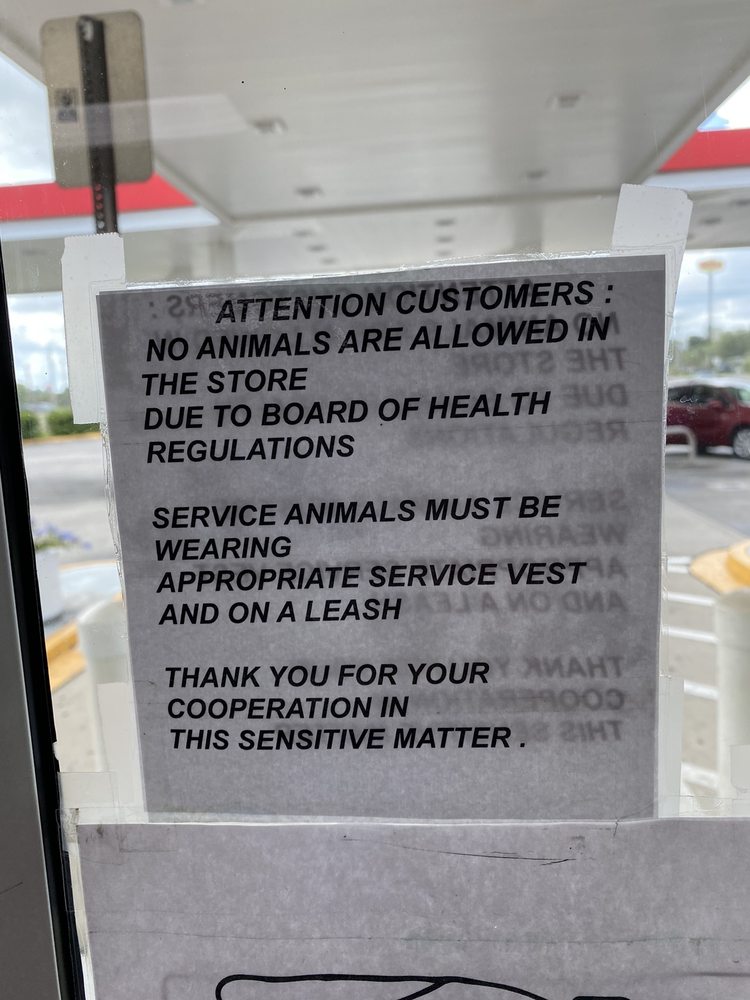 ATTENTION CUSTOMERS :
NO ANIMALS ARE ALLOWED IN
THE STORE
DUE TO BOARD OF HEALTH
REGULATIONS
SERVICE ANIMALS MUST BE
WEARING
APPROPRIATE SERVICE VEST
AND ON A LEASH
THANK YOU FOR YOUR
COOPERATION IN
THIS SENSITIVE MATTER .